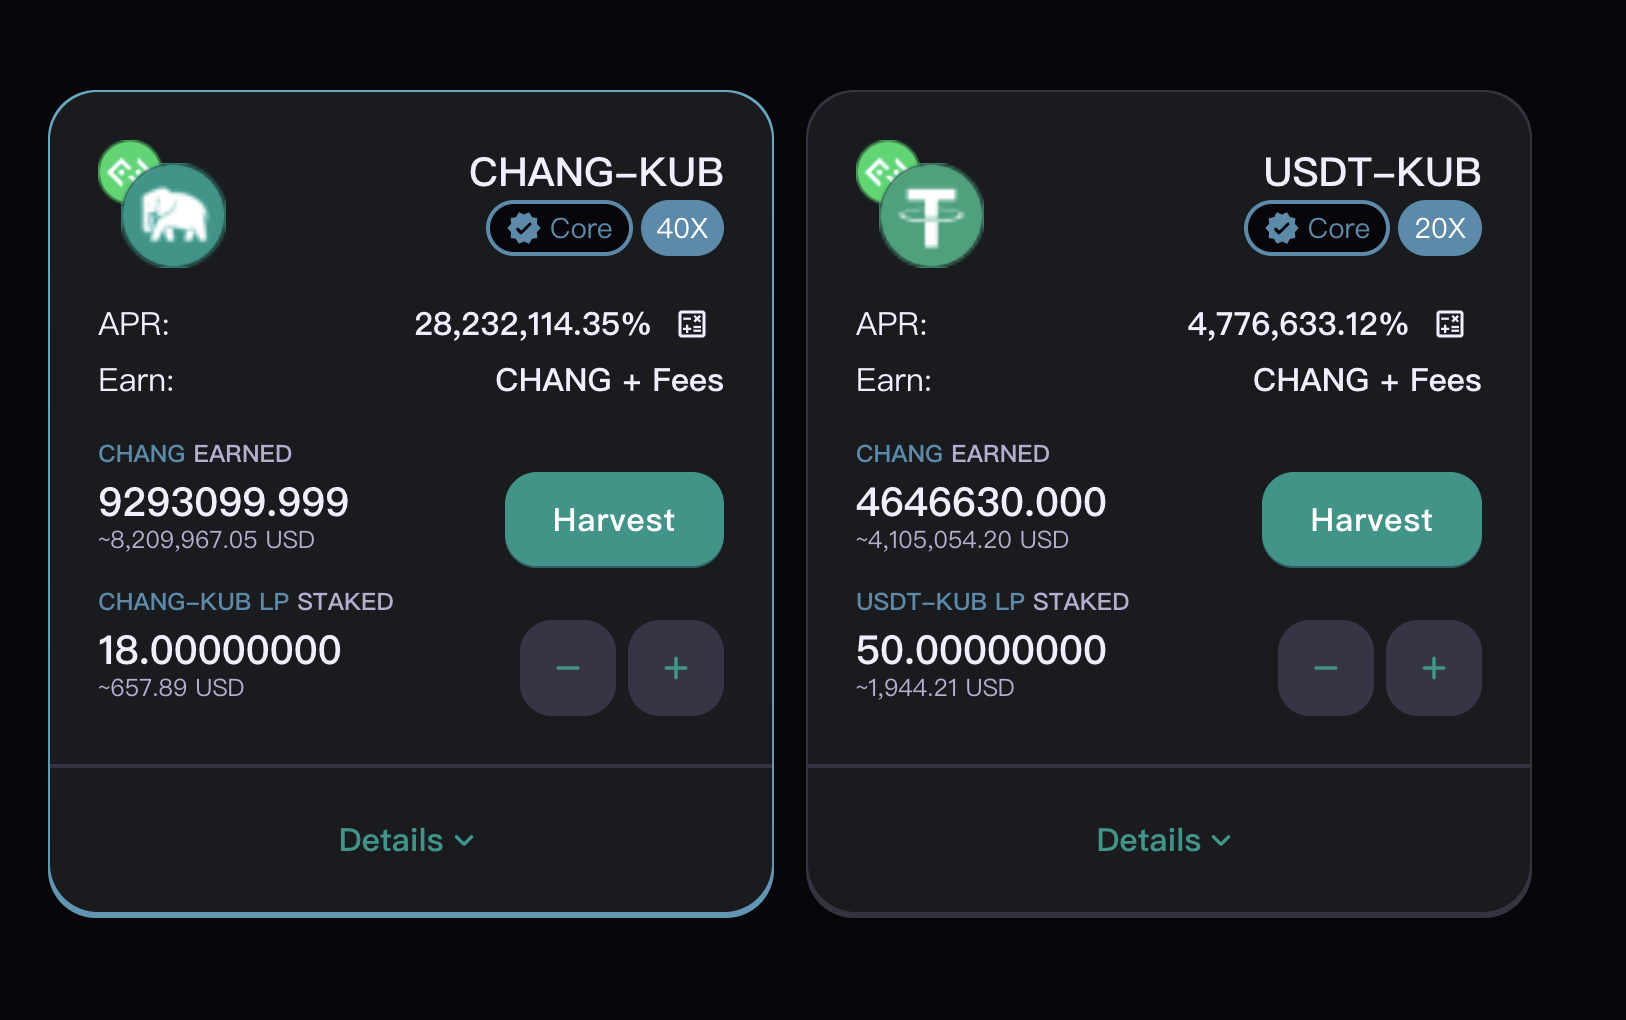 CHANG–KUB
Core 40X
APR: 28,232,114.35%
Earn: CHANG + Fees
CHANG EARNED
9293099.999
~8,209,967.05 USD
Harvest
CHANG–KUB LP STAKED
18.00000000
~657.89 USD
− +
Details
USDT–KUB
Core 20X
APR: 4,776,633.12%
Earn: CHANG + Fees
CHANG EARNED
4646630.000
~4,105,054.20 USD
Harvest
USDT–KUB LP STAKED
50.00000000
~1,944.21 USD
− +
Details